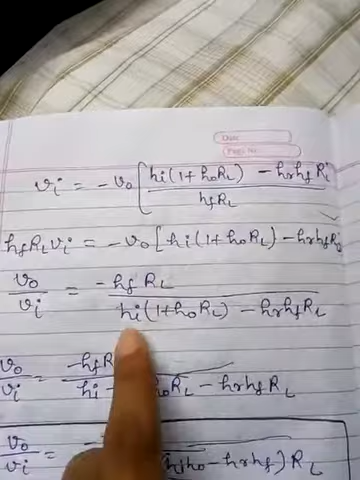 Date
Page No.
vi = -vo [ hi(1+hoRL) - hrhfRL / hfRL
hfRLvi = -vo [ hi(1+hoRL) - hrhfRL
vo/vi = -hfRL / hi(1+hoRL) - hrhfRL
vo/vi = -hfR / hi hoRL - hrhfRL
vo/vi = - (hiho - hrhf) RL